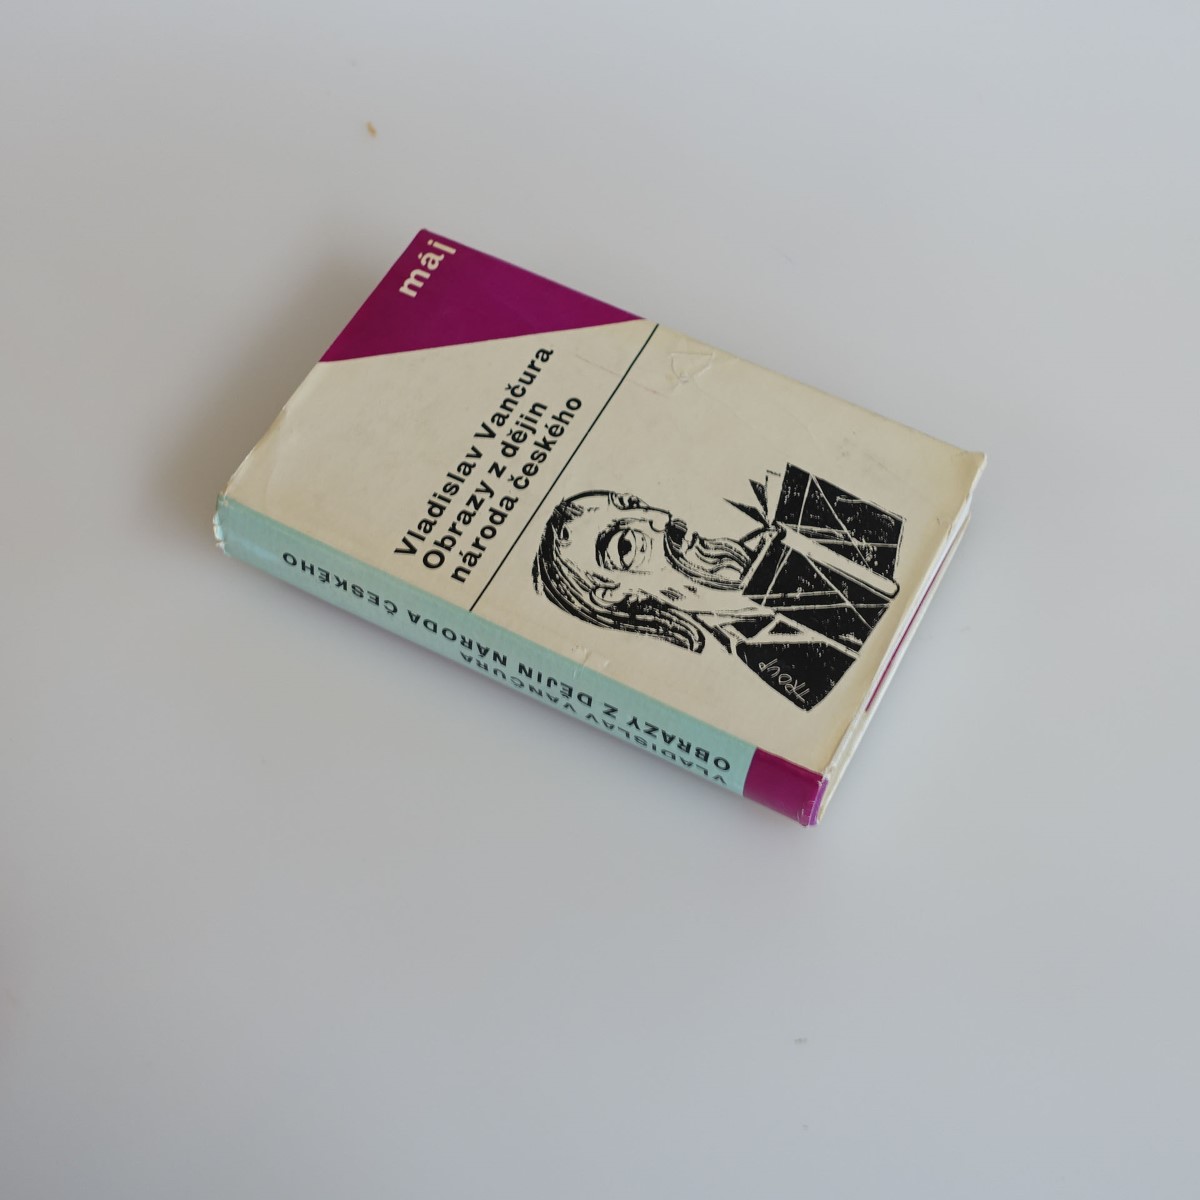 máj
Vladislav Vančura
Obrazy z dějin
národa českého
TROUP
VLADISLAV VANČURA
OBRAZY Z DĚJIN NÁRODA ČESKÉHO